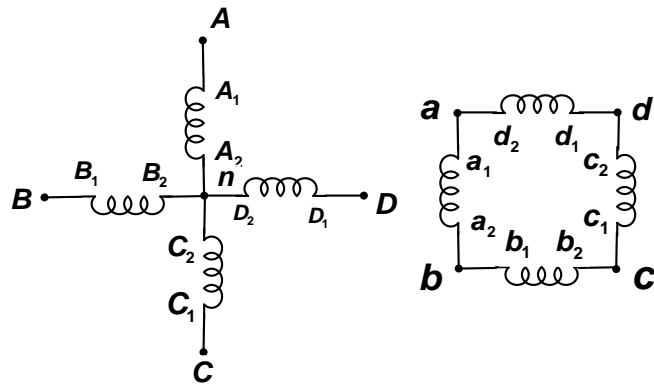 A
A₁
A₂
n
B
B₁
B₂
D₂
D₁
D
C₂
C₁
C
a
d₂
d₁
d
a₁
c₂
a₂
c₁
b
b₁
b₂
c